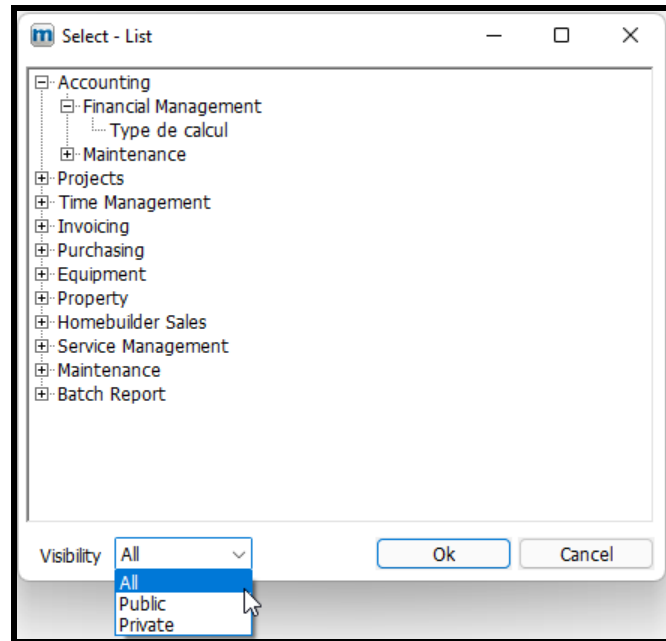 m Select - List
Accounting
Financial Management
Type de calcul
Maintenance
Projects
Time Management
Invoicing
Purchasing
Equipment
Property
Homebuilder Sales
Service Management
Maintenance
Batch Report
Visibility All Ok Cancel
All
Public
Private